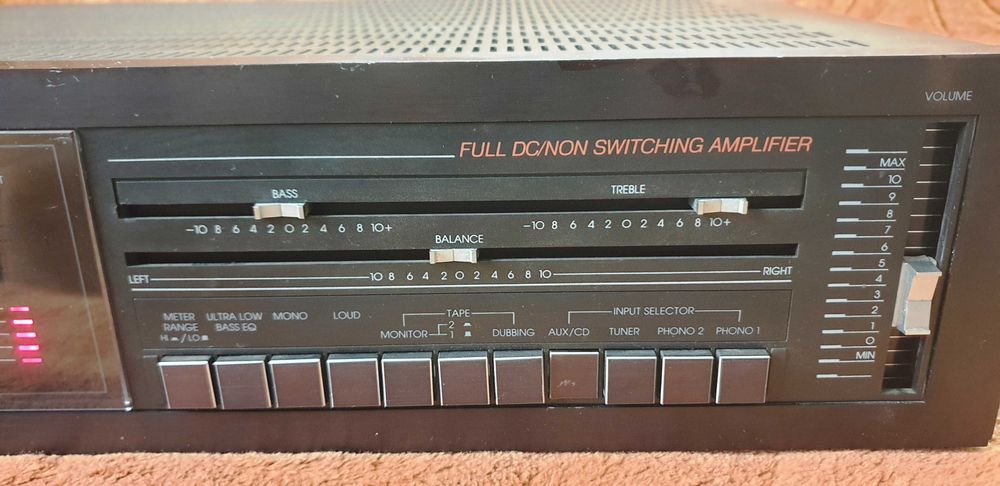 VOLUME
FULL DC/NON SWITCHING AMPLIFIER
BASS
TREBLE
−10 8 6 4 2 0 2 4 6 8 10+
−10 8 6 4 2 0 2 4 6 8 10+
BALANCE
LEFT
10 8 6 4 2 0 2 4 6 8 10
RIGHT
MAX
10
9
8
7
6
5
4
3
2
1
0
MIN
METER
RANGE
HI / LO
ULTRA LOW
BASS EQ
MONO
LOUD
TAPE
MONITOR
2
1
DUBBING
INPUT SELECTOR
AUX/CD
TUNER
PHONO 2
PHONO 1